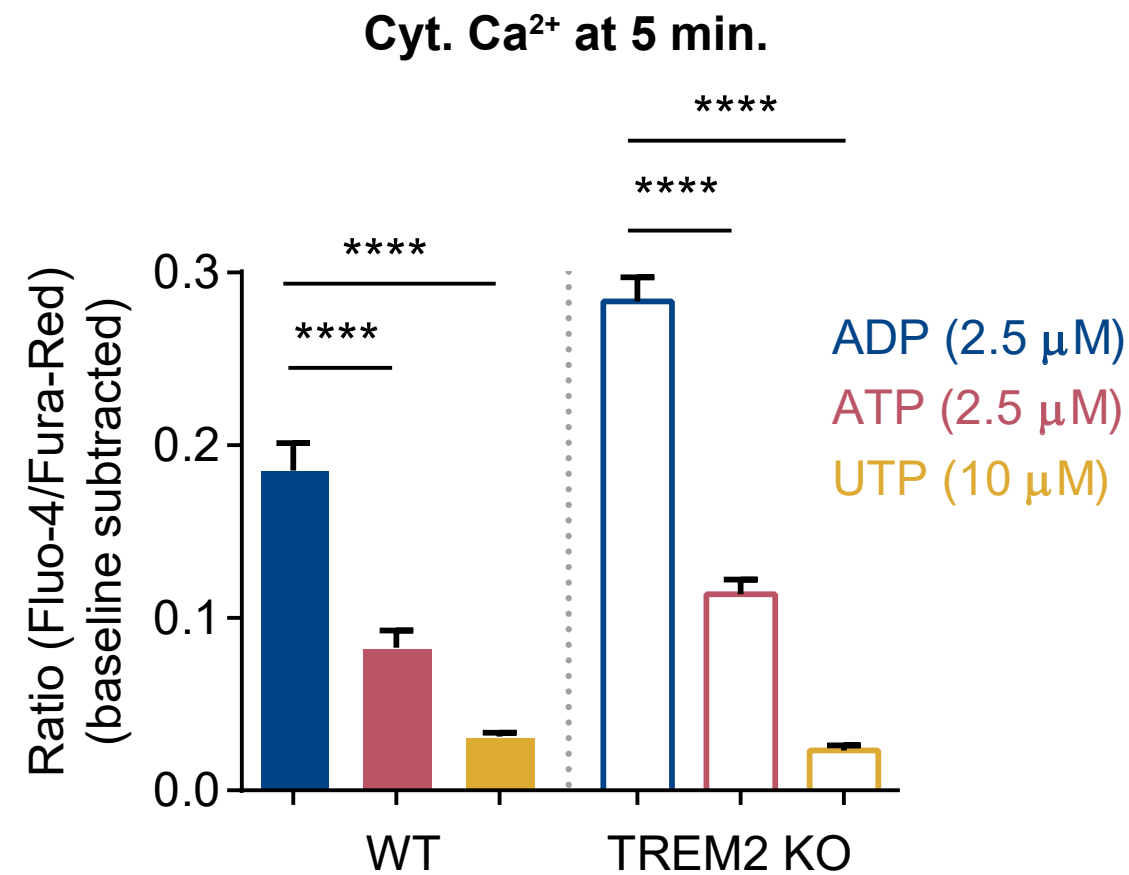 Cyt. Ca²⁺ at 5 min.
****
****
****
****
Ratio (Fluo-4/Fura-Red)
(baseline subtracted)
0.3
0.2
0.1
0.0
ADP (2.5 μM)
ATP (2.5 μM)
UTP (10 μM)
WT
TREM2 KO